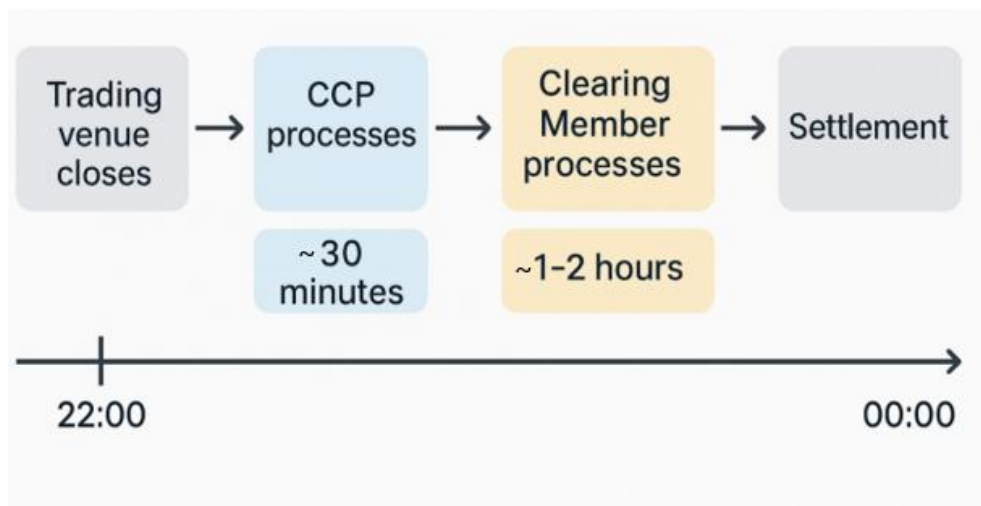 Trading
venue
closes
CCP
processes
Clearing
Member
processes
Settlement
~30
minutes
~1-2 hours
22:00
00:00